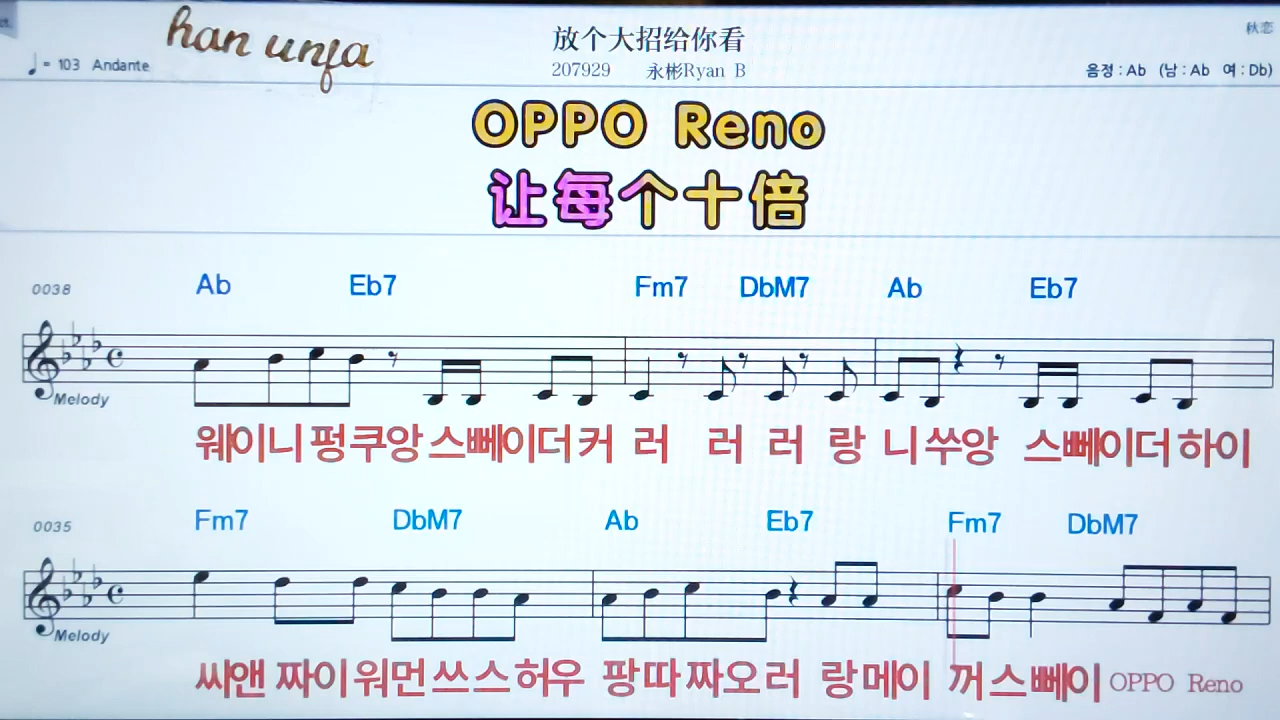 han unfa
♩= 103 Andante
放个大招给你看
207929 永彬Ryan B
秋恋
음정 : Ab (남 : Ab 여 : Db)
OPPO Reno
让每个十倍
0038
Ab Eb7 Fm7 DbM7 Ab Eb7
Melody
웨이니 펑쿠앙 스뻬이더 커 러 러 러 랑 니 쑤앙 스뻬이더 하이
0035
Fm7 DbM7 Ab Eb7 Fm7 DbM7
Melody
씨앤 짜이 워먼 쓰스 허우 팡따 짜오 러 랑메이 꺼 스뻬이 OPPO Reno